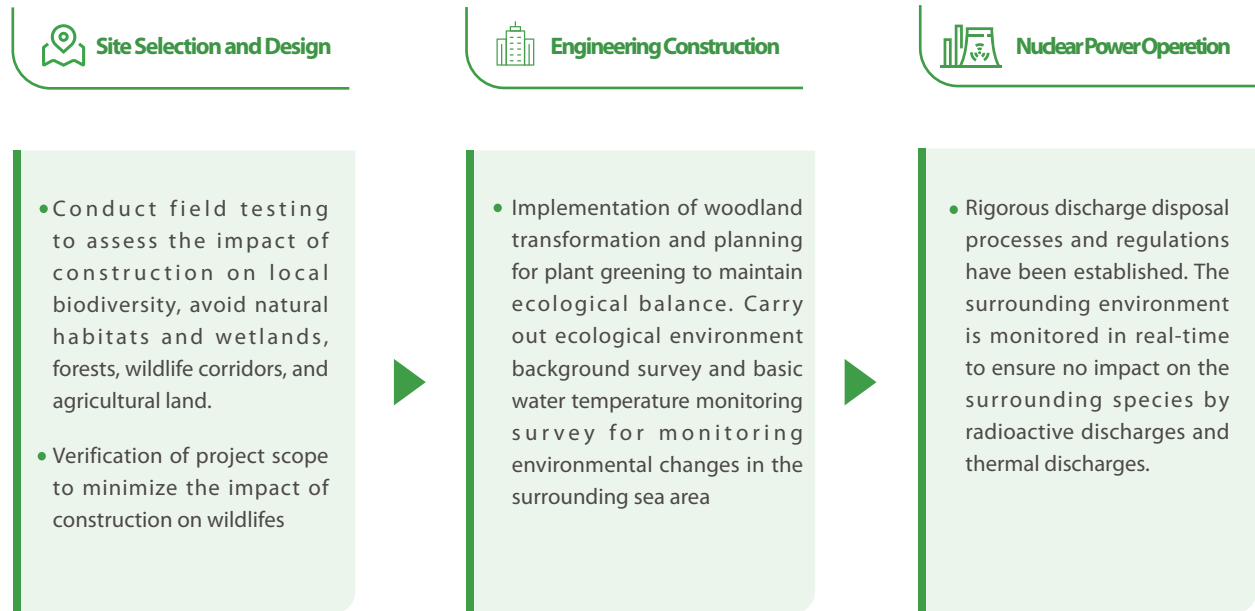 Site Selection and Design
Conduct field testing
to assess the impact of
construction on local
biodiversity, avoid natural
habitats and wetlands,
forests, wildlife corridors, and
agricultural land.
Verification of project scope
to minimize the impact of
construction on wildlifes
Engineering Construction
Implementation of woodland
transformation and planning
for plant greening to maintain
ecological balance. Carry
out ecological environment
background survey and basic
water temperature monitoring
survey for monitoring
environmental changes in the
surrounding sea area
Nuclear Power Operetion
Rigorous discharge disposal
processes and regulations
have been established. The
surrounding environment
is monitored in real-time
to ensure no impact on the
surrounding species by
radioactive discharges and
thermal discharges.